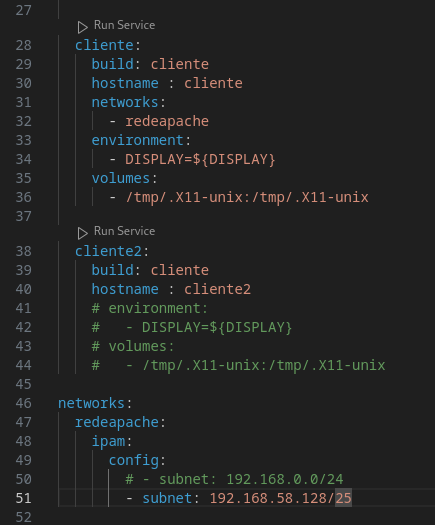 27
Run Service
28 cliente:
29 build: cliente
30 hostname : cliente
31 networks:
32 - redeapache
33 environment:
34 - DISPLAY=${DISPLAY}
35 volumes:
36 - /tmp/.X11-unix:/tmp/.X11-unix
37
Run Service
38 cliente2:
39 build: cliente
40 hostname : cliente2
41 # environment:
42 #   - DISPLAY=${DISPLAY}
43 # volumes:
44 #   - /tmp/.X11-unix:/tmp/.X11-unix
45
46 networks:
47 redeapache:
48 ipam:
49 config:
50 # - subnet: 192.168.0.0/24
51 - subnet: 192.168.58.128/25
52